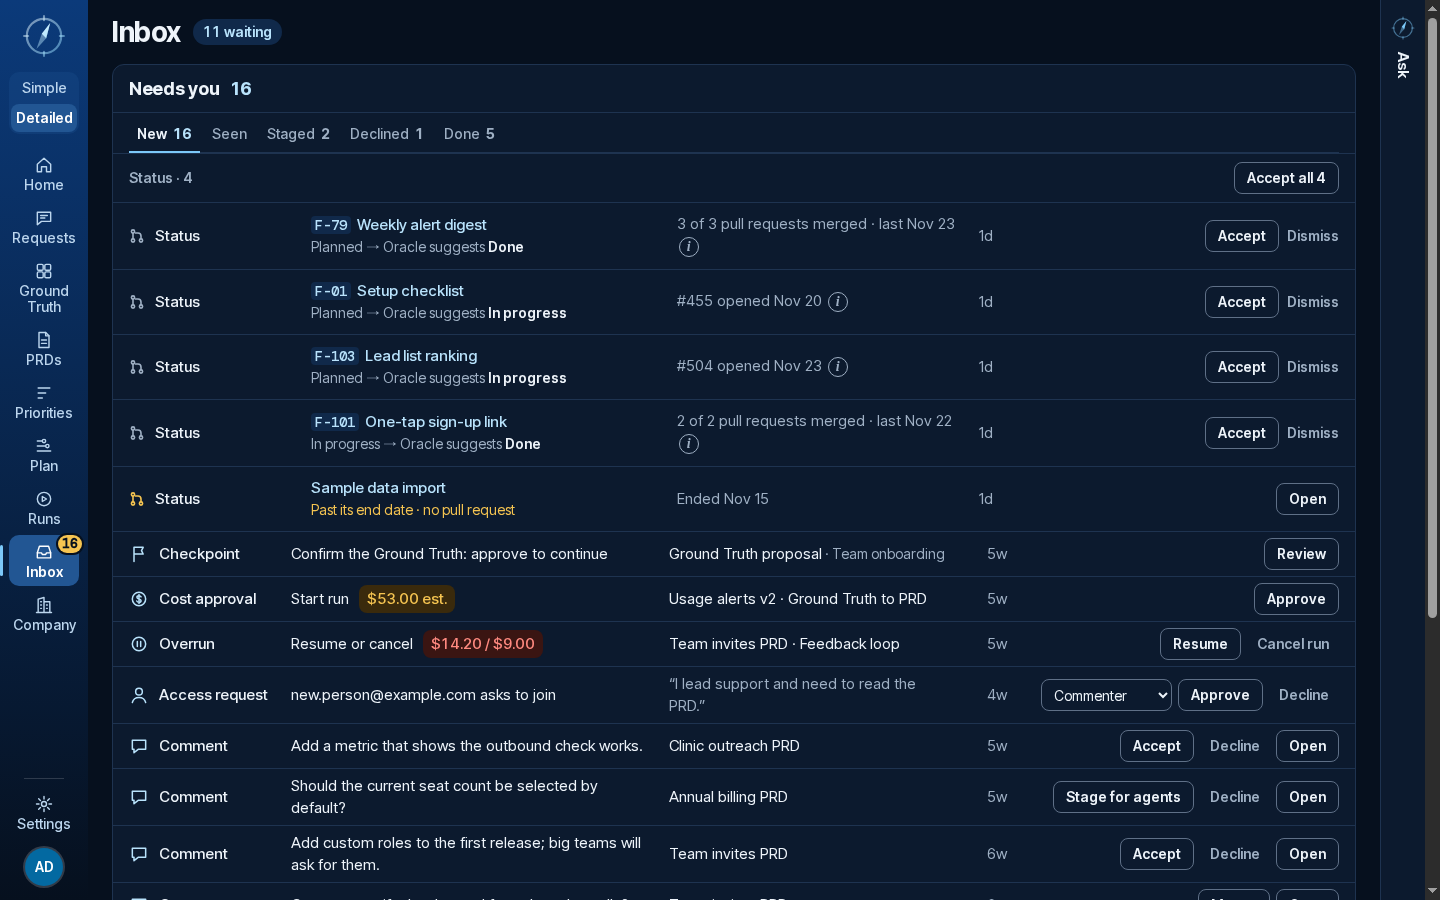 Simple
Detailed
Home
Requests
Ground
Truth
PRDs
Priorities
Plan
Runs
16
Inbox
Company
Settings
AD
Inbox 11 waiting
Needs you 16
New 16 Seen Staged 2 Declined 1 Done 5
Status · 4 Accept all 4
Status F-79 Weekly alert digest 3 of 3 pull requests merged · last Nov 23 i 1d Accept Dismiss
Planned → Oracle suggests Done
Status F-01 Setup checklist #455 opened Nov 20 i 1d Accept Dismiss
Planned → Oracle suggests In progress
Status F-103 Lead list ranking #504 opened Nov 23 i 1d Accept Dismiss
Planned → Oracle suggests In progress
Status F-101 One-tap sign-up link 2 of 2 pull requests merged · last Nov 22 i 1d Accept Dismiss
In progress → Oracle suggests Done
Status Sample data import Ended Nov 15 1d Open
Past its end date · no pull request
Checkpoint Confirm the Ground Truth: approve to continue Ground Truth proposal · Team onboarding 5w Review
Cost approval Start run $53.00 est. Usage alerts v2 · Ground Truth to PRD 5w Approve
Overrun Resume or cancel $14.20 / $9.00 Team invites PRD · Feedback loop 5w Resume Cancel run
Access request new.person@example.com asks to join “I lead support and need to read the
PRD.” 4w Commenter Approve Decline
Comment Add a metric that shows the outbound check works. Clinic outreach PRD 5w Accept Decline Open
Comment Should the current seat count be selected by
default? Annual billing PRD 5w Stage for agents Decline Open
Comment Add custom roles to the first release; big teams will
ask for them. Team invites PRD 6w Accept Decline Open
Ask